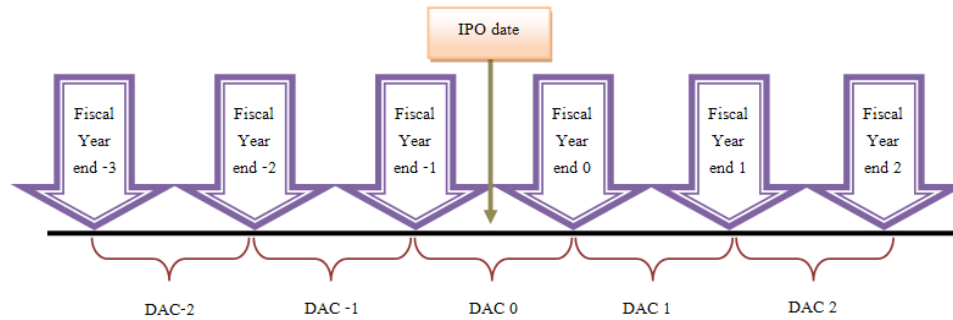 IPO date
Fiscal
Year
end -3
Fiscal
Year
end -2
Fiscal
Year
end -1
Fiscal
Year
end 0
Fiscal
Year
end 1
Fiscal
Year
end 2
DAC-2
DAC -1
DAC 0
DAC 1
DAC 2